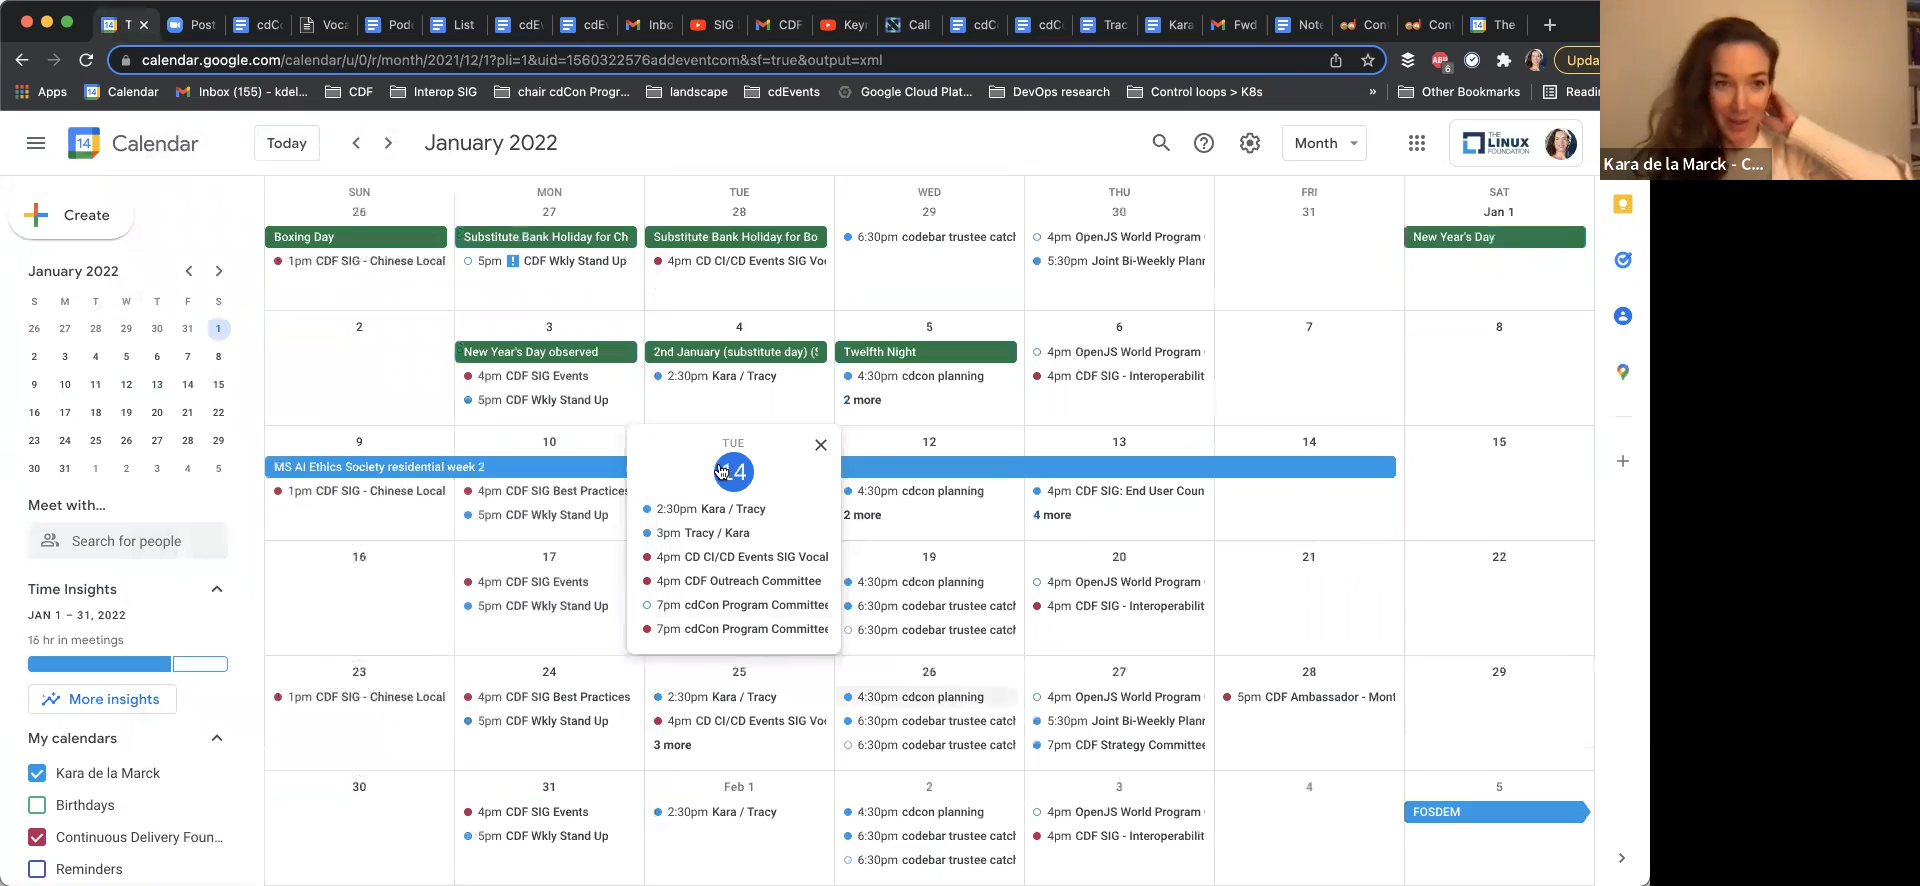 T
Post
cdCo
Voca
Podc
List
cdEv
cdEv
Inbo
SIG
CDF
Keyn
Call
cdCo
cdCo
Trac
Kara
Fwd
Note
Con
Con
The
calendar.google.com/calendar/u/0/r/month/2021/12/1?pli=1&uid=1560322576addeventcom&sf=true&output=xml
ABP
6
Upda
Apps
Calendar
Inbox (155) - kdel...
CDF
Interop SIG
chair cdCon Progr...
landscape
cdEvents
Google Cloud Plat...
DevOps research
Control loops > K8s
»
Other Bookmarks
Readi
14
Calendar
Today
January 2022
Month
THE LINUX FOUNDATION
Kara de la Marck - C...
Create
January 2022
S M T W T F S
26 27 28 29 30 31 1
2 3 4 5 6 7 8
9 10 11 12 13 14 15
16 17 18 19 20 21 22
23 24 25 26 27 28 29
30 31 1 2 3 4 5
Meet with...
Search for people
Time Insights
JAN 1 – 31, 2022
16 hr in meetings
More insights
My calendars
Kara de la Marck
Birthdays
Continuous Delivery Foun...
Reminders
SUN MON TUE WED THU FRI SAT
26 27 28 29 30 31 Jan 1
Boxing Day
1pm CDF SIG - Chinese Local
Substitute Bank Holiday for Ch
5pm CDF Wkly Stand Up
Substitute Bank Holiday for Bo
4pm CD CI/CD Events SIG Voc
6:30pm codebar trustee catch
4pm OpenJS World Program
5:30pm Joint Bi-Weekly Plann
New Year's Day
2 3 4 5 6 7 8
New Year's Day observed
4pm CDF SIG Events
5pm CDF Wkly Stand Up
2nd January (substitute day) (S
2:30pm Kara / Tracy
Twelfth Night
4:30pm cdcon planning
2 more
4pm OpenJS World Program
4pm CDF SIG - Interoperabilit
9 10 12 13 14 15
MS AI Ethics Society residential week 2
1pm CDF SIG - Chinese Local
4pm CDF SIG Best Practices
5pm CDF Wkly Stand Up
4:30pm cdcon planning
2 more
4pm CDF SIG: End User Coun
4 more
TUE
14
2:30pm Kara / Tracy
3pm Tracy / Kara
4pm CD CI/CD Events SIG Vocal
4pm CDF Outreach Committee
7pm cdCon Program Committee
7pm cdCon Program Committee
16 17 19 20 21 22
4pm CDF SIG Events
5pm CDF Wkly Stand Up
4:30pm cdcon planning
6:30pm codebar trustee catch
6:30pm codebar trustee catch
4pm OpenJS World Program
4pm CDF SIG - Interoperabilit
23 24 25 26 27 28 29
1pm CDF SIG - Chinese Local
4pm CDF SIG Best Practices
5pm CDF Wkly Stand Up
2:30pm Kara / Tracy
4pm CD CI/CD Events SIG Voc
3 more
4:30pm cdcon planning
6:30pm codebar trustee catch
6:30pm codebar trustee catch
4pm OpenJS World Program
5:30pm Joint Bi-Weekly Plann
7pm CDF Strategy Committee
5pm CDF Ambassador - Mont
30 31 Feb 1 2 3 4 5
4pm CDF SIG Events
5pm CDF Wkly Stand Up
2:30pm Kara / Tracy
4:30pm cdcon planning
6:30pm codebar trustee catch
6:30pm codebar trustee catch
4pm OpenJS World Program
4pm CDF SIG - Interoperabilit
FOSDEM